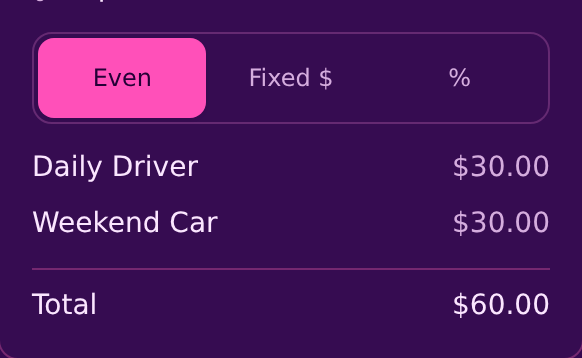 Even Fixed $ %
Daily Driver $30.00
Weekend Car $30.00
Total $60.00